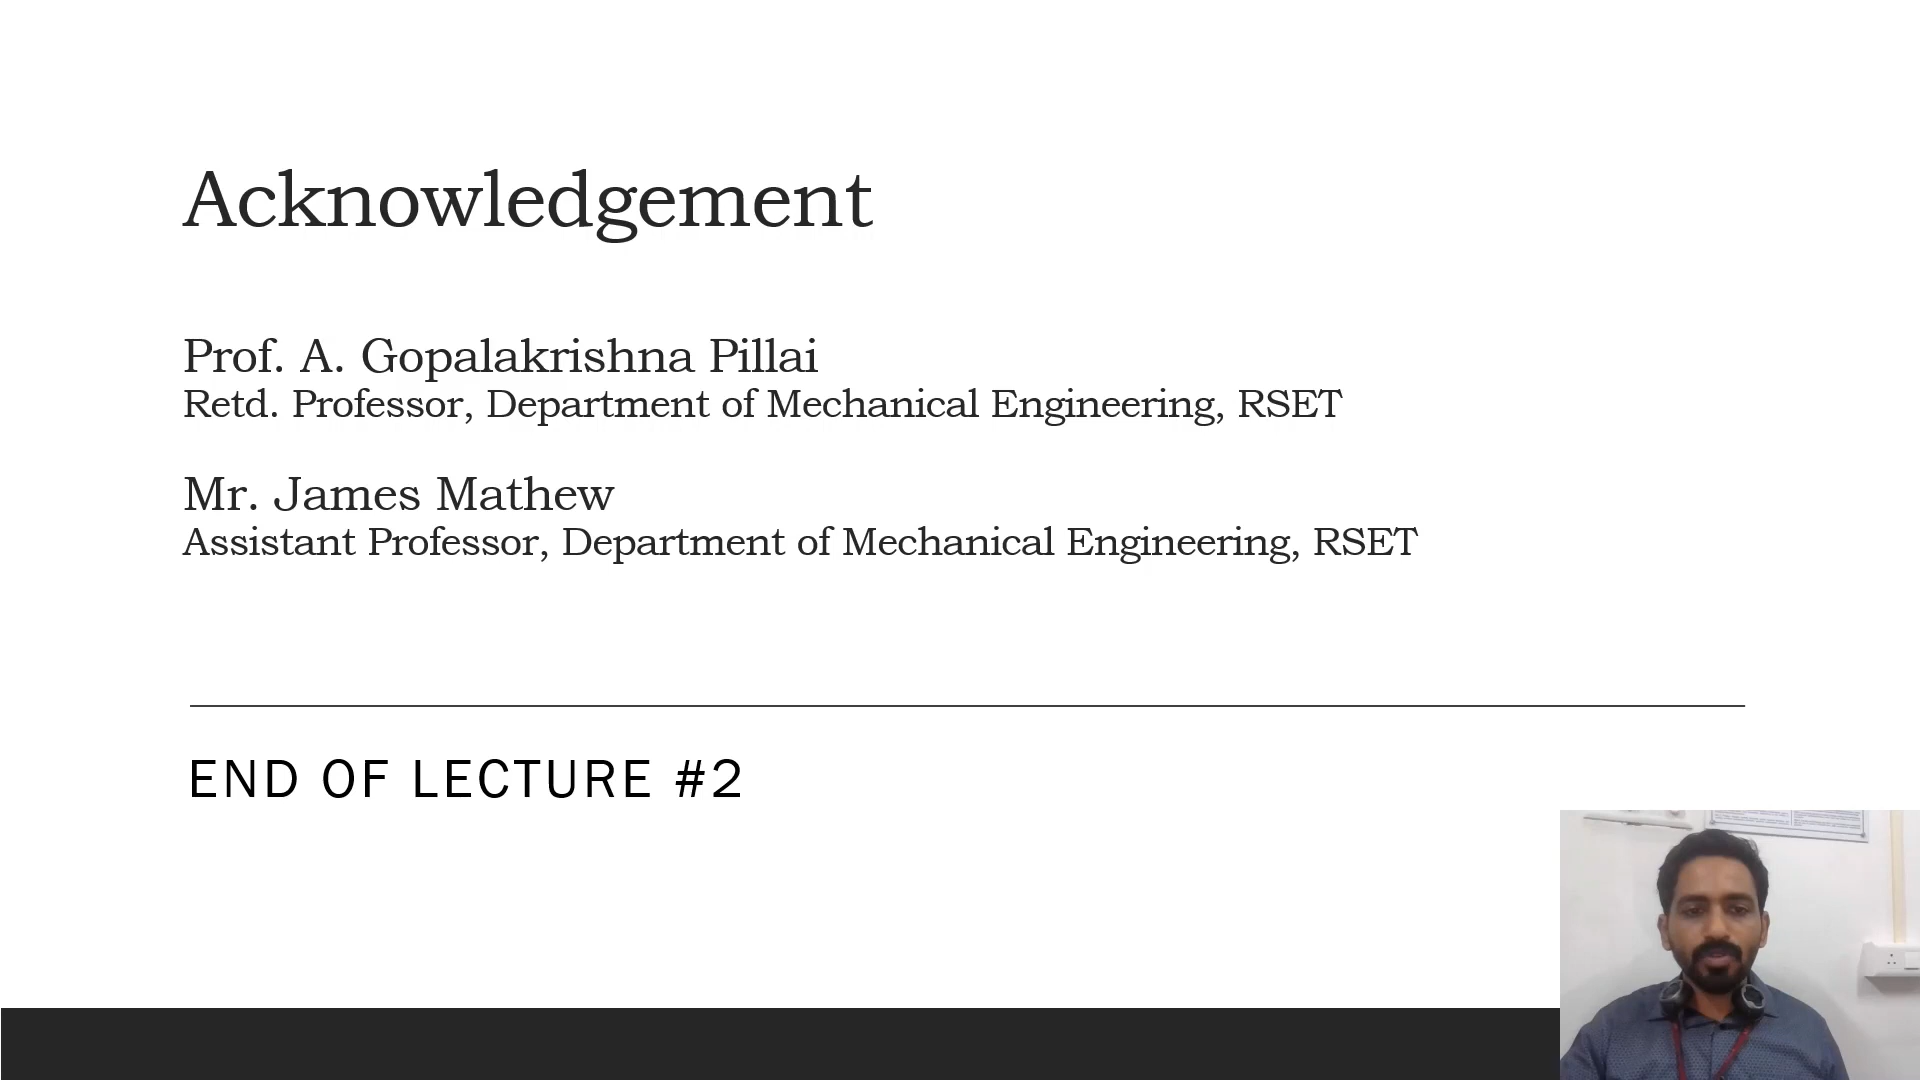 Acknowledgement
Prof. A. Gopalakrishna Pillai
Retd. Professor, Department of Mechanical Engineering, RSET
Mr. James Mathew
Assistant Professor, Department of Mechanical Engineering, RSET
END OF LECTURE #2